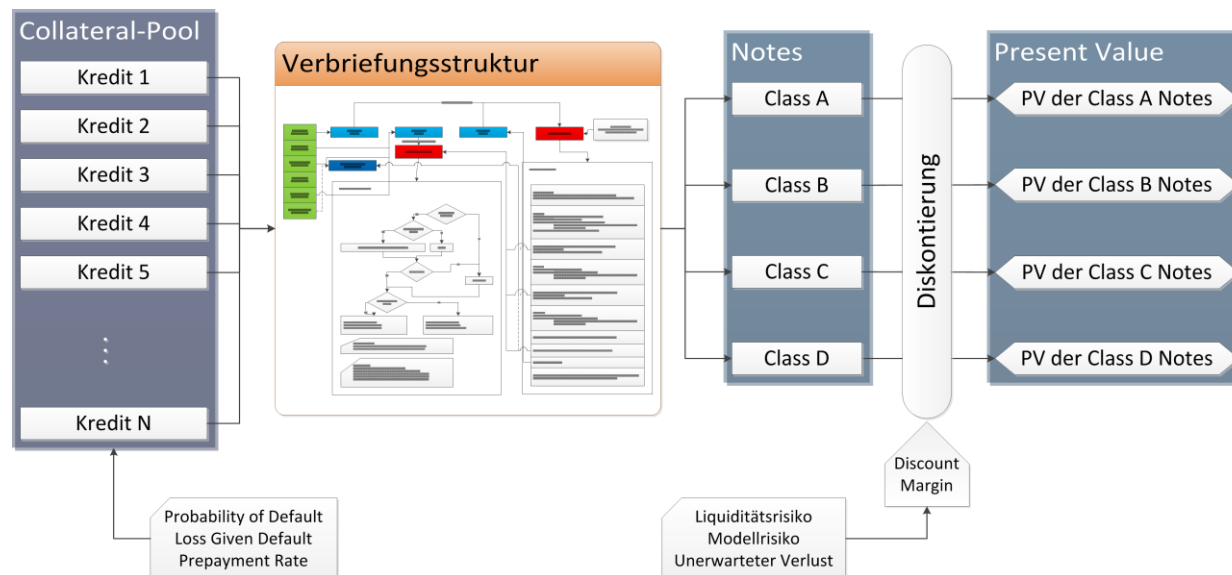 Collateral-Pool
Kredit 1
Kredit 2
Kredit 3
Kredit 4
Kredit 5
Kredit N
Probability of Default
Loss Given Default
Prepayment Rate
Verbriefungsstruktur
Notes
Class A
Class B
Class C
Class D
Diskontierung
Discount
Margin
Liquiditätsrisiko
Modellrisiko
Unerwarteter Verlust
Present Value
PV der Class A Notes
PV der Class B Notes
PV der Class C Notes
PV der Class D Notes